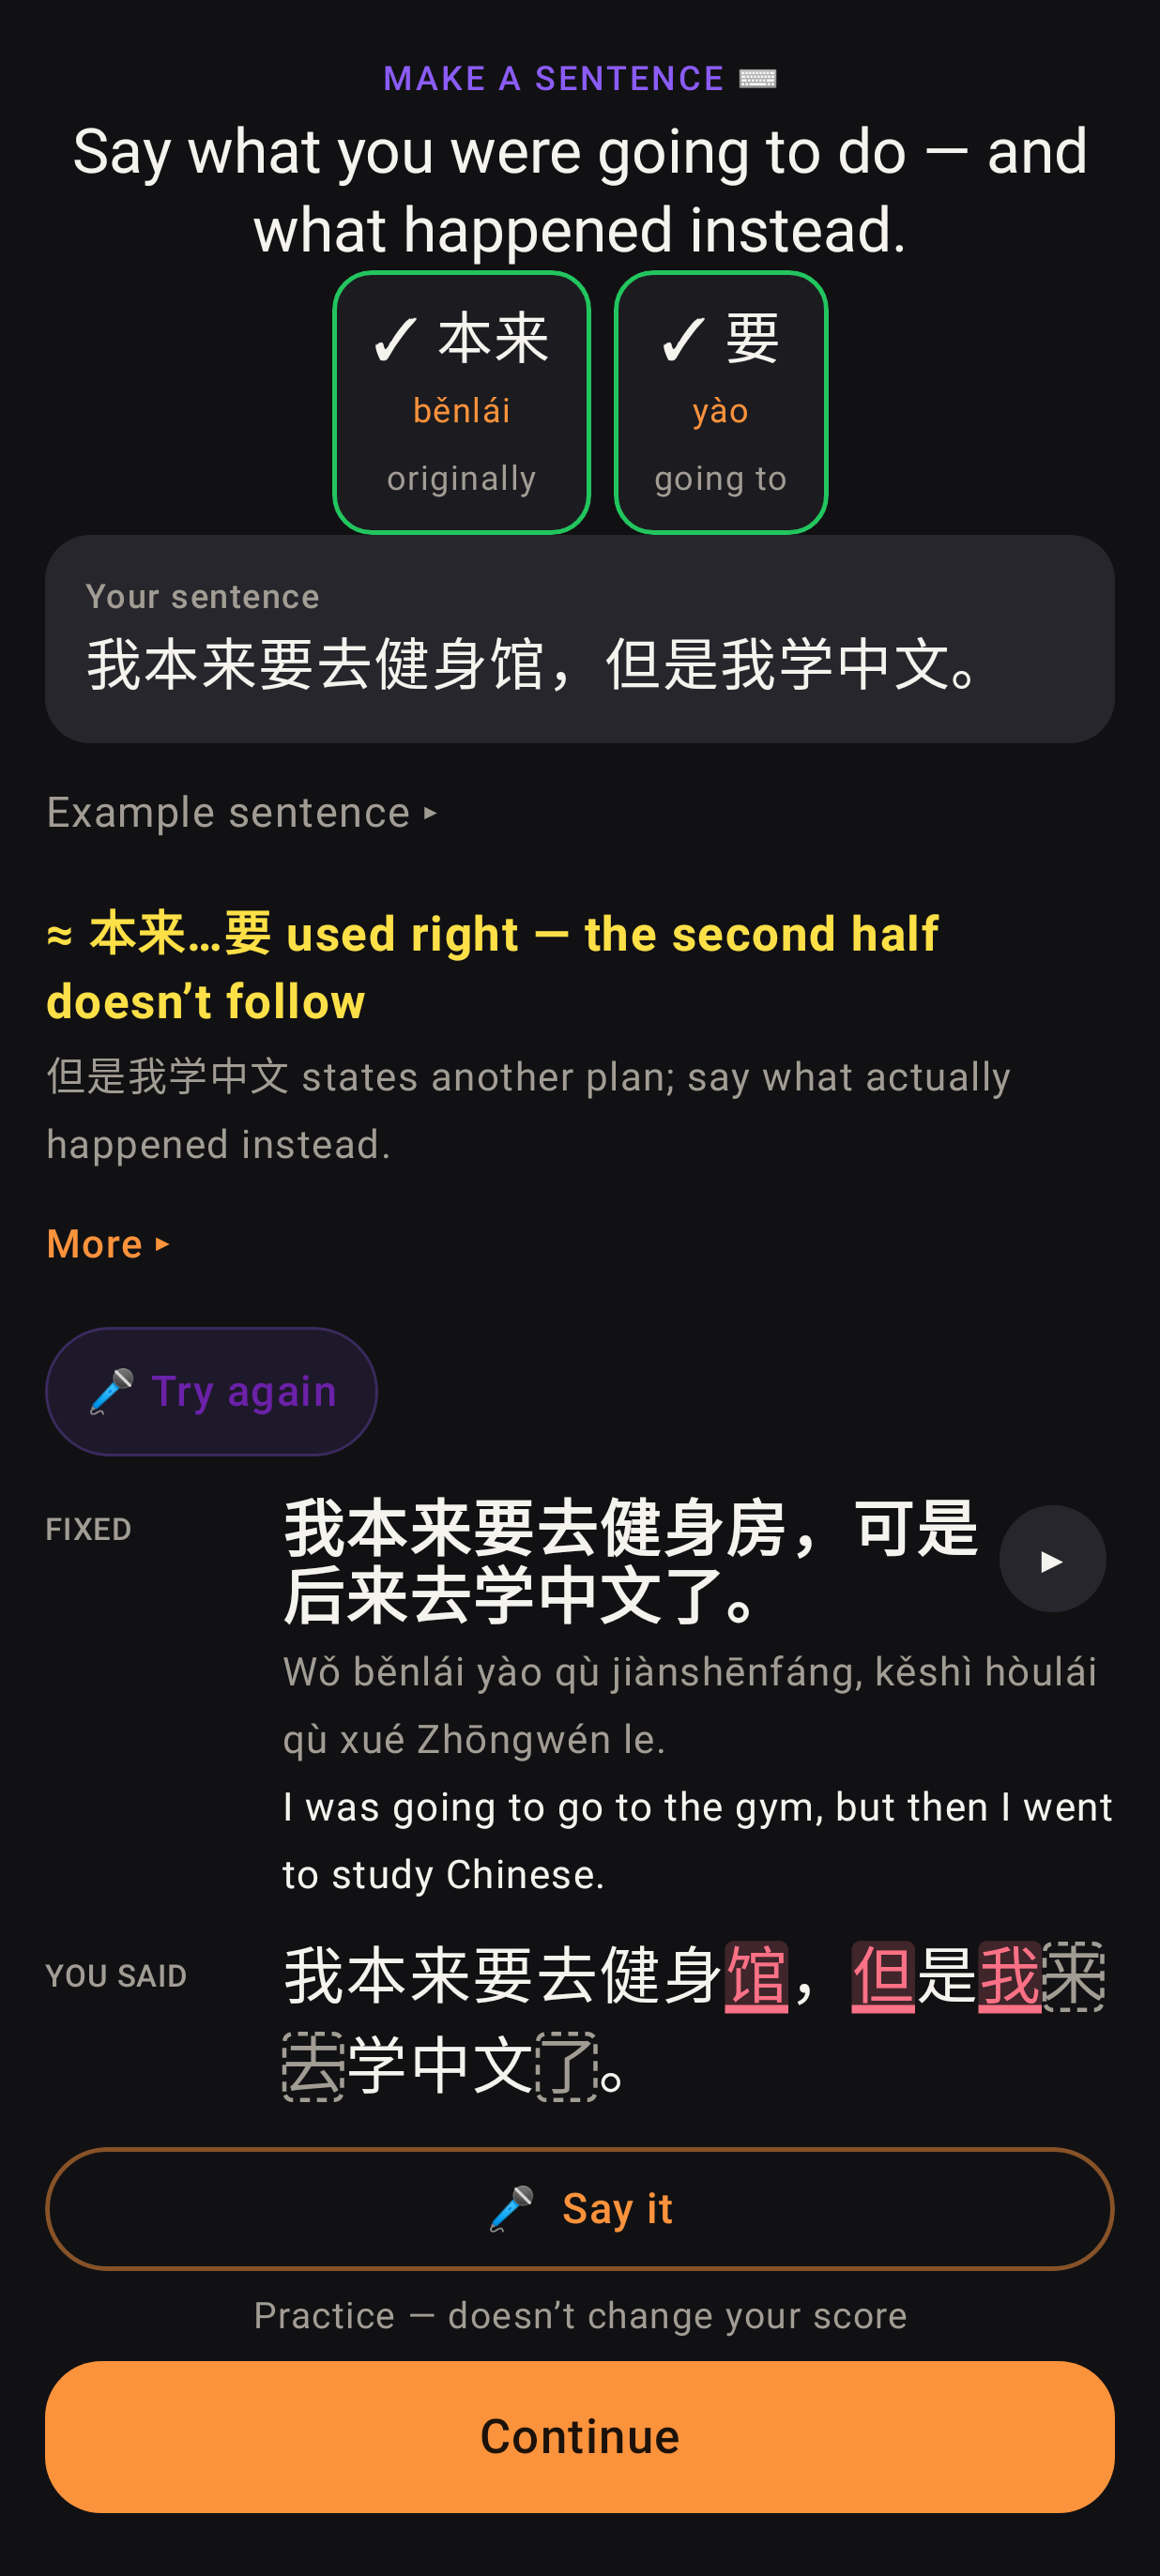 MAKE A SENTENCE ⌨
Say what you were going to do — and
what happened instead.
✓ 本来
běnlái
originally
✓ 要
yào
going to
Your sentence
我本来要去健身馆，但是我学中文。
Example sentence ▸
≈ 本来…要 used right — the second half
doesn’t follow
但是我学中文 states another plan; say what actually
happened instead.
More ▸
🎤 Try again
FIXED
我本来要去健身房，可是
后来去学中文了。
▶
Wǒ běnlái yào qù jiànshēnfáng, kěshì hòulái
qù xué Zhōngwén le.
I was going to go to the gym, but then I went
to study Chinese.
YOU SAID
我本来要去健身馆，但是我来
去学中文了。
🎤 Say it
Practice — doesn’t change your score
Continue